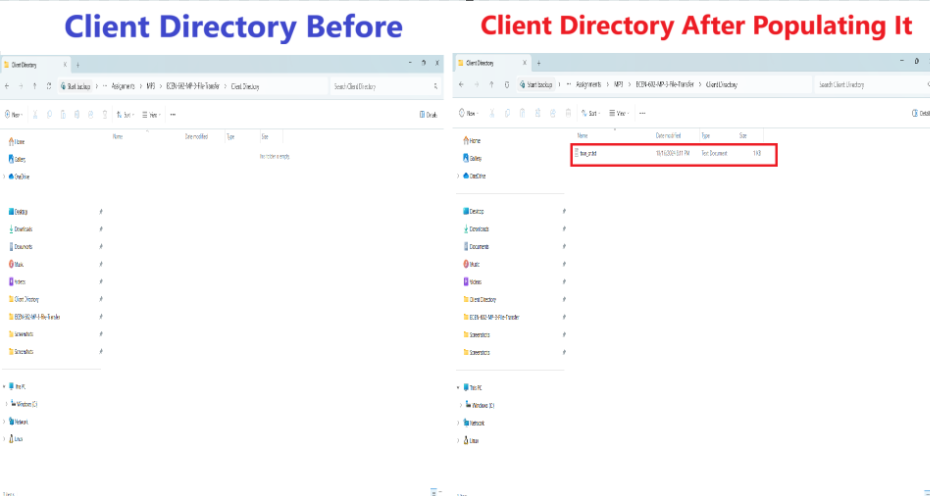 Client Directory Before
Client Directory After Populating It
Client Directory
Start backup > Assignments > MP3 > ECEN-602-MP-3-File-Transfer > Client Directory
Search Client Directory
New Sort View Details
Name Date modified Type Size
This folder is empty.
Home
Gallery
OneDrive
Desktop
Downloads
Documents
Music
Videos
Client Directory
ECEN-602-MP-3-File-Transfer
Screenshots
Screenshots
This PC
Windows (C:)
Network
Linux
Client Directory
Start backup > Assignments > MP3 > ECEN-602-MP-3-File-Transfer > Client Directory
Search Client Directory
New Sort View
Name Date modified Type Size
Text Document 1 KB
Home
Gallery
OneDrive
Desktop
Downloads
Documents
Music
Videos
Client Directory
ECEN-602-MP-3-File-Transfer
Screenshots
Screenshots
This PC
Windows (C:)
Network
Linux